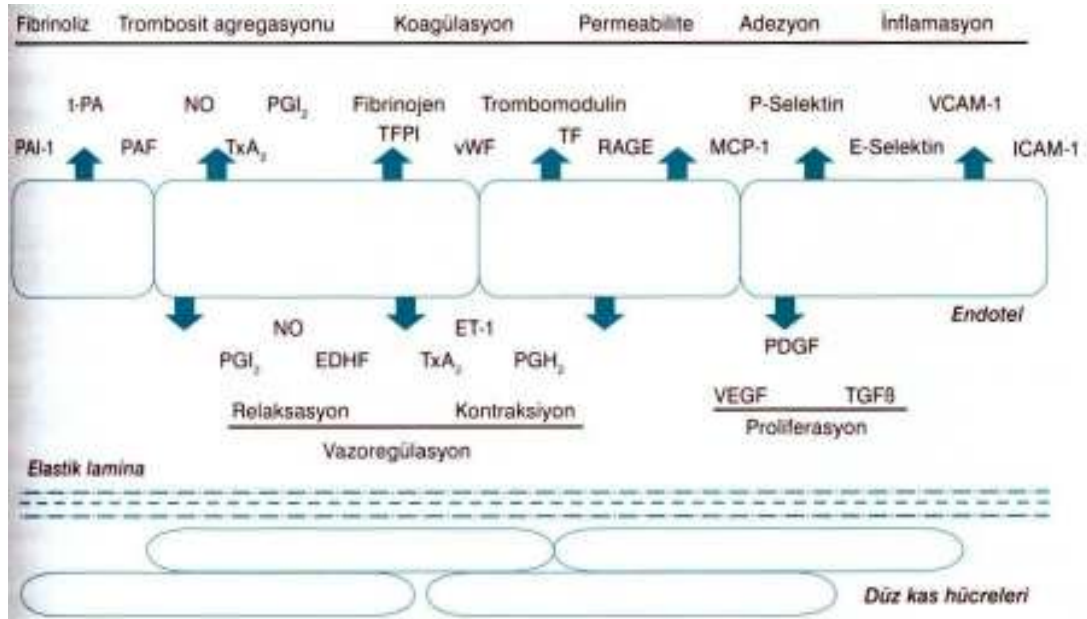 Fibrinoliz Trombosit agregasyonu Koagülasyon Permeabilite Adezyon İnflamasyon
t-PA NO PGI₂ Fibrinojen Trombomodulin P-Selektin VCAM-1
PAI-1 PAF TxA₂ TFPI vWF TF RAGE MCP-1 E-Selektin ICAM-1
Endotel
NO ET-1
PDGF
PGI₂ EDHF TxA₂ PGH₂
VEGF TGFß
Relaksasyon Kontraksiyon
Proliferasyon
Vazoregülasyon
Elastik lamina
Düz kas hücreleri